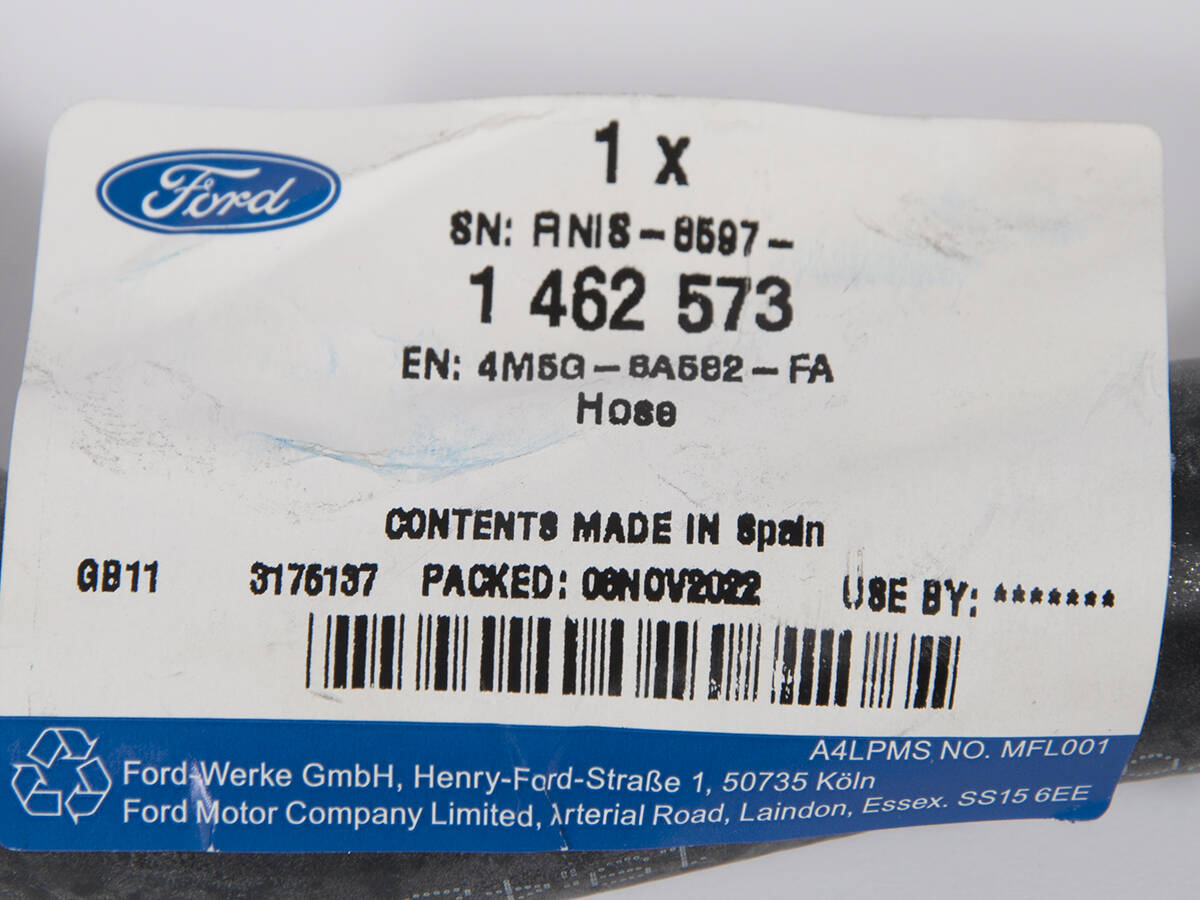 Ford
1 x
SN: ANIS-8597-
1 462 573
EN: 4M5G-8A582-FA
Hose
CONTENTS MADE IN Spain
GB11 3175137 PACKED: 08NOV2022 USE BY: *******
A4LPMS NO. MFL001
Ford-Werke GmbH, Henry-Ford-Straße 1, 50735 Köln
Ford Motor Company Limited, Arterial Road, Laindon, Essex. SS15 6EE